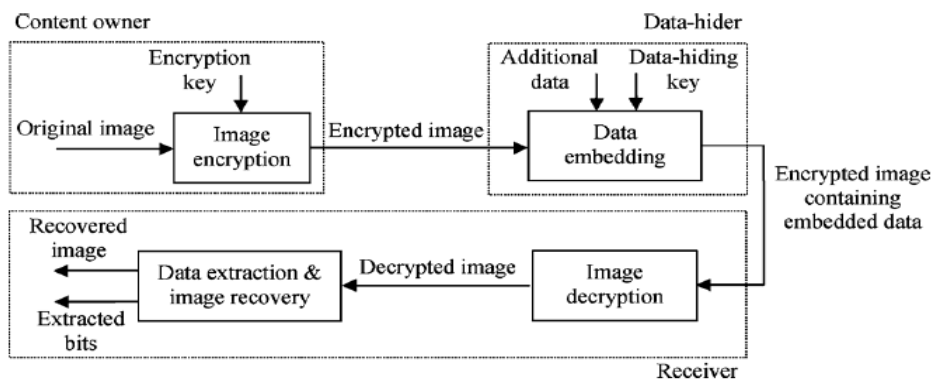 Content owner
Data-hider
Encryption
key
Additional
data
Data-hiding
key
Original image
Image
encryption
Encrypted image
Data
embedding
Encrypted image
containing
embedded data
Recovered
image
Data extraction &
image recovery
Decrypted image
Image
decryption
Extracted
bits
Receiver